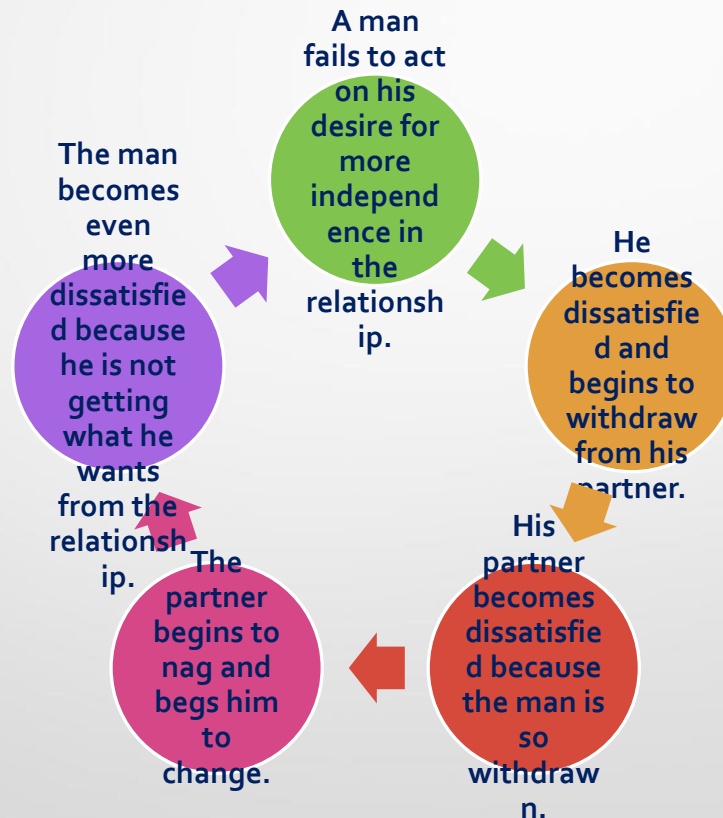 A man
fails to act
on his
desire for
more
independ
ence in
the
relationsh
ip.
He
becomes
dissatisfie
d and
begins to
withdraw
from his
partner.
His
partner
becomes
dissatisfie
d because
the man is
so
withdraw
n.
The
partner
begins to
nag and
begs him
to
change.
The man
becomes
even
more
dissatisfie
d because
he is not
getting
what he
wants
from the
relationsh
ip.